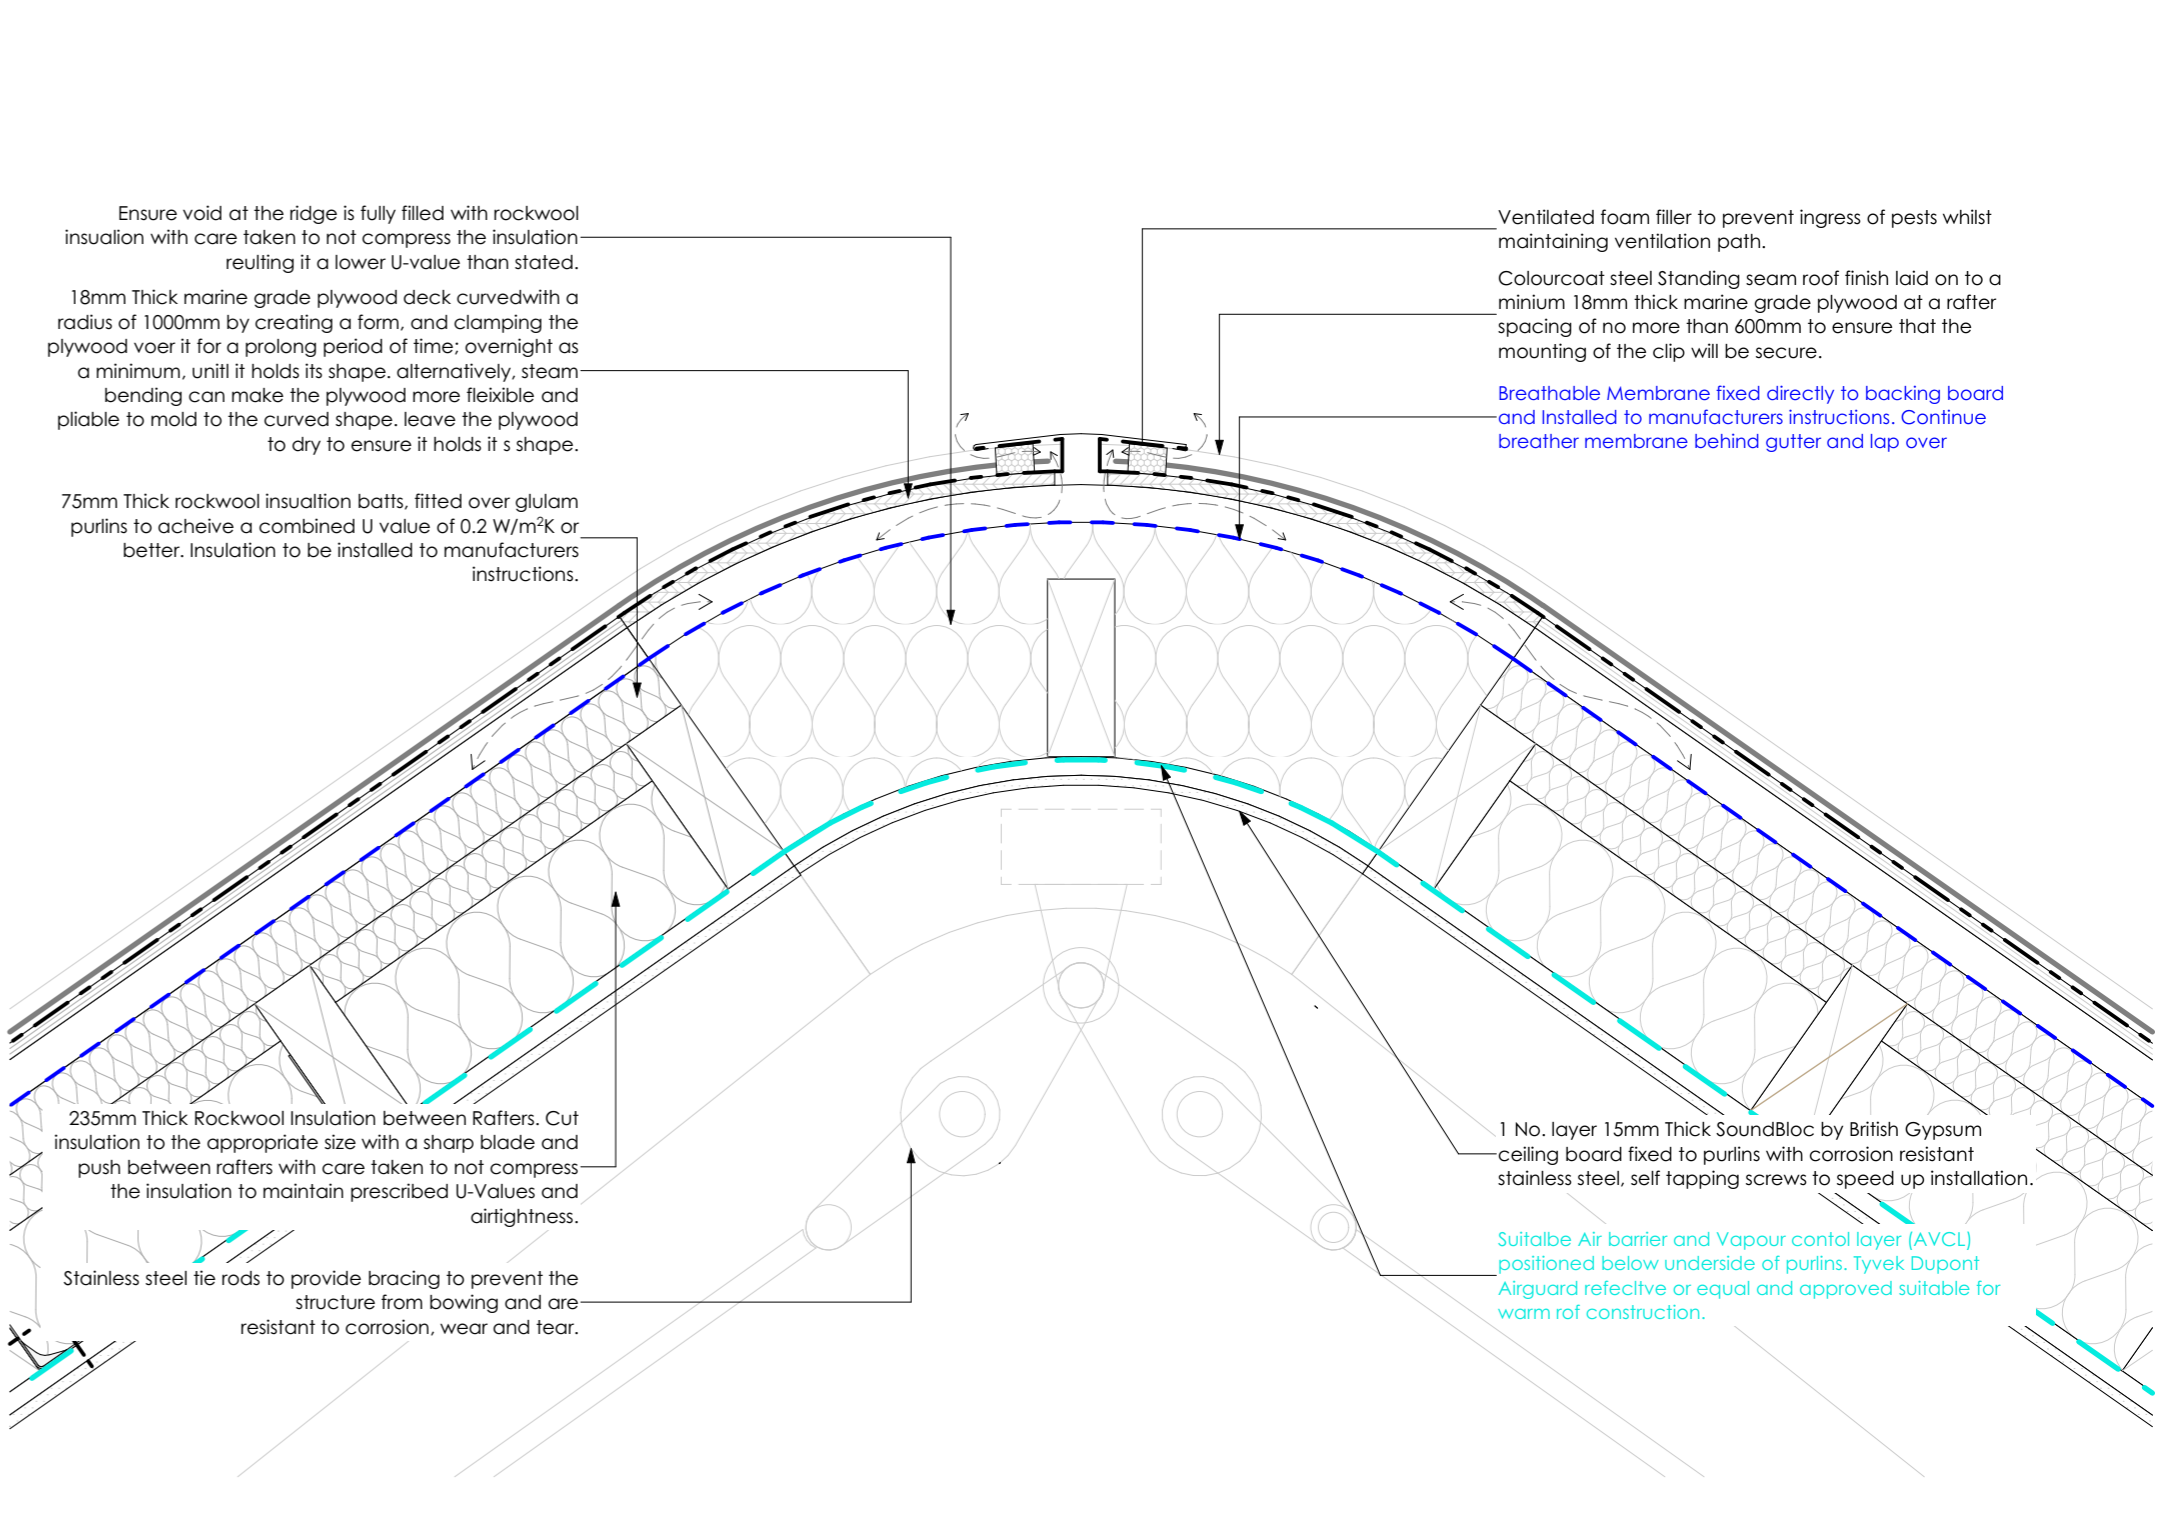 Ensure void at the ridge is fully filled with rockwool
insualion with care taken to not compress the insulation
reulting it a lower U-value than stated.
18mm Thick marine grade plywood deck curvedwith a
radius of 1000mm by creating a form, and clamping the
plywood voer it for a prolong period of time; overnight as
a minimum, unitl it holds its shape. alternatively, steam
bending can make the plywood more fleixible and
pliable to mold to the curved shape. leave the plywood
to dry to ensure it holds it s shape.
75mm Thick rockwool insualtion batts, fitted over glulam
purlins to acheive a combined U value of 0.2 W/m²K or
better. Insulation to be installed to manufacturers
instructions.
235mm Thick Rockwool Insulation between Rafters. Cut
insulation to the appropriate size with a sharp blade and
push between rafters with care taken to not compress
the insulation to maintain prescribed U-Values and
airtightness.
Stainless steel tie rods to provide bracing to prevent the
structure from bowing and are
resistant to corrosion, wear and tear.
Ventilated foam filler to prevent ingress of pests whilst
maintaining ventilation path.
Colourcoat steel Standing seam roof finish laid on to a
minium 18mm thick marine grade plywood at a rafter
spacing of no more than 600mm to ensure that the
mounting of the clip will be secure.
Breathable Membrane fixed directly to backing board
and Installed to manufacturers instructions. Continue
breather membrane behind gutter and lap over
1 No. layer 15mm Thick SoundBloc by British Gypsum
ceiling board fixed to purlins with corrosion resistant
stainless steel, self tapping screws to speed up installation.
Suitalbe Air barrier and Vapour contol layer (AVCL)
positioned below underside of purlins. Tyvek Dupont
Airguard refecltve or equal and approved suitable for
warm rof construction.